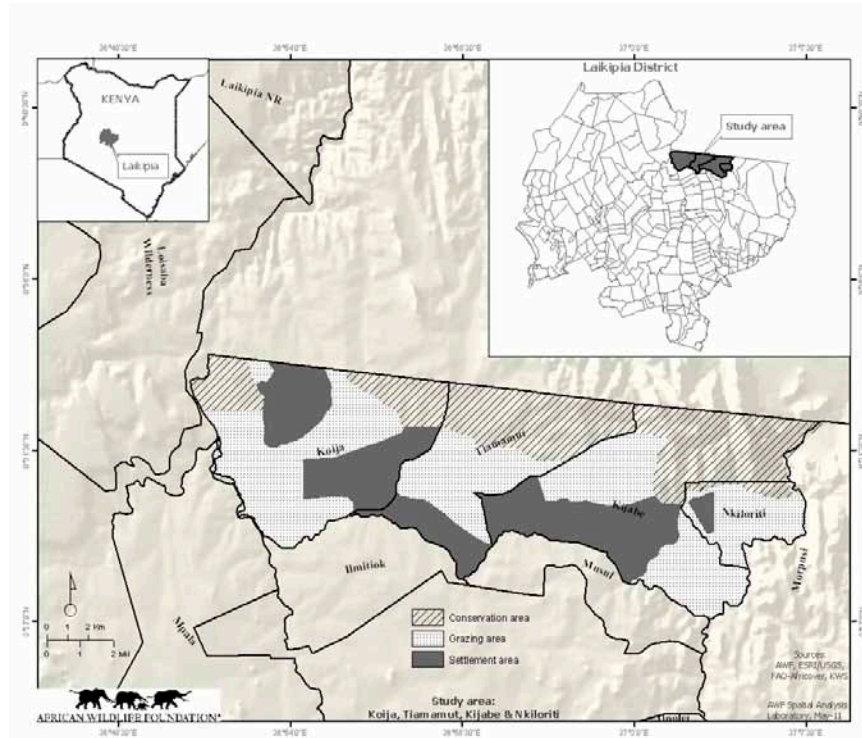 KENYA
Laikipia
Laikipia NR
Laikipia District
Study area
Loisaba
Wilderness
Koija
Tiamamut
Kijabe
Nkiloriti
Ilmitiok
Musul
Morpusi
Mpala
0 1 2 Km
0 1 2 Mil
Conservation area
Grazing area
Settlement area
Sources:
AWF, ESRI/USGS,
FAO-Africover, KWS
AWF Spatial Analysis
Laboratory, May-11
AFRICAN WILDLIFE FOUNDATION®
Study area:
Koija, Tiamamut, Kijabe & Nkiloriti